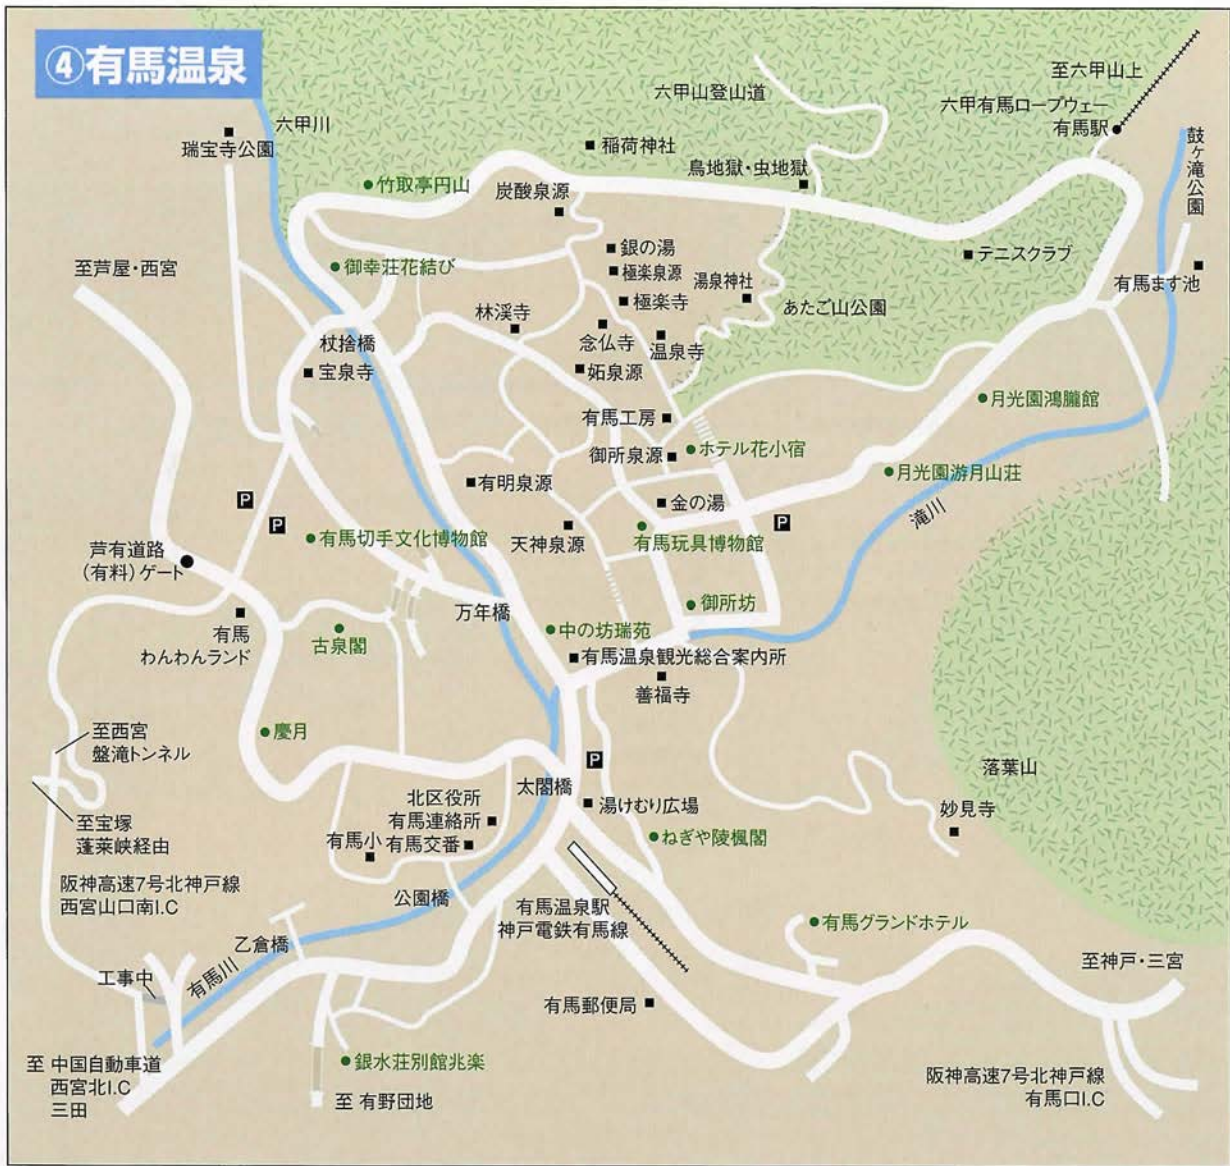 ④有馬温泉
六甲川
瑞宝寺公園
稲荷神社
六甲山登山道
至六甲山上
六甲有馬ロープウェー
有馬駅
鼓ヶ滝公園
竹取亭円山
炭酸泉源
鳥地獄・虫地獄
銀の湯
極楽泉源
極楽寺
湯泉神社
あたご山公園
テニスクラブ
有馬ます池
至芦屋・西宮
御幸荘花結び
林渓寺
念仏寺
温泉寺
杖捨橋
宝泉寺
妬泉源
有馬工房
月光園鴻朧館
御所泉源
ホテル花小宿
月光園游月山荘
有明泉源
金の湯
滝川
P
P
P
有馬切手文化博物館
天神泉源
有馬玩具博物館
芦有道路
(有料)ゲート
万年橋
御所坊
有馬
わんわんランド
古泉閣
中の坊瑞苑
有馬温泉観光総合案内所
善福寺
慶月
至西宮
盤滝トンネル
P
落葉山
太閤橋
湯けむり広場
妙見寺
至宝塚
蓬莱峡経由
北区役所
有馬連絡所
有馬交番
有馬小
ねぎや陵楓閣
阪神高速7号北神戸線
西宮山口南I.C
公園橋
有馬温泉駅
神戸電鉄有馬線
有馬グランドホテル
乙倉橋
至神戸・三宮
工事中
有馬川
有馬郵便局
至 中国自動車道
西宮北I.C
三田
銀水荘別館兆楽
至 有野団地
阪神高速7号北神戸線
有馬口I.C